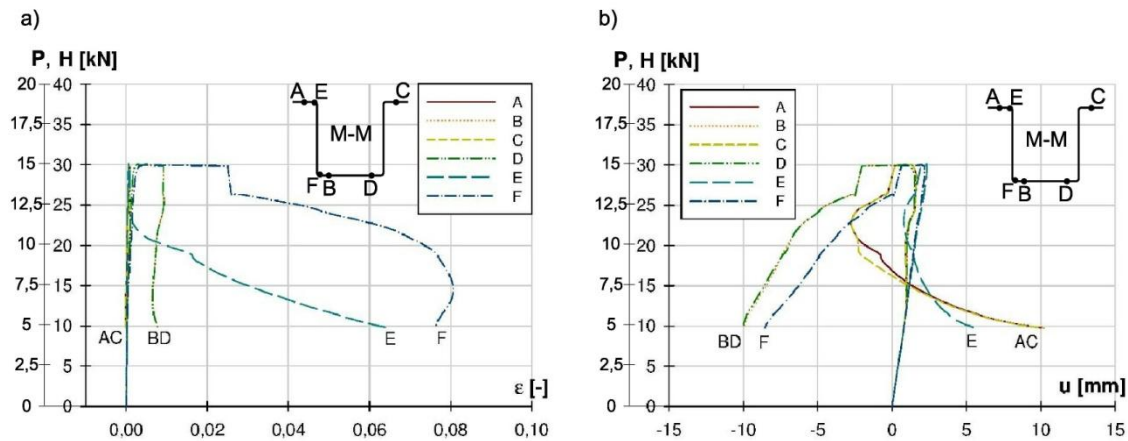 a)
P, H [kN]
20 40
17,5 35
15 30
12,5 25
10 20
7,5 15
5 10
2,5 5
0 0
0,00 0,02 0,04 0,06 0,08 0,10
ε [-]
A E C
M-M
F B D
A
B
C
D
E
F
AC BD E F
b)
P, H [kN]
20 40
17,5 35
15 30
12,5 25
10 20
7,5 15
5 10
2,5 5
0 0
-15 -10 -5 0 5 10 15
u [mm]
A
B
C
D
E
F
A E C
M-M
F B D
BD F E AC